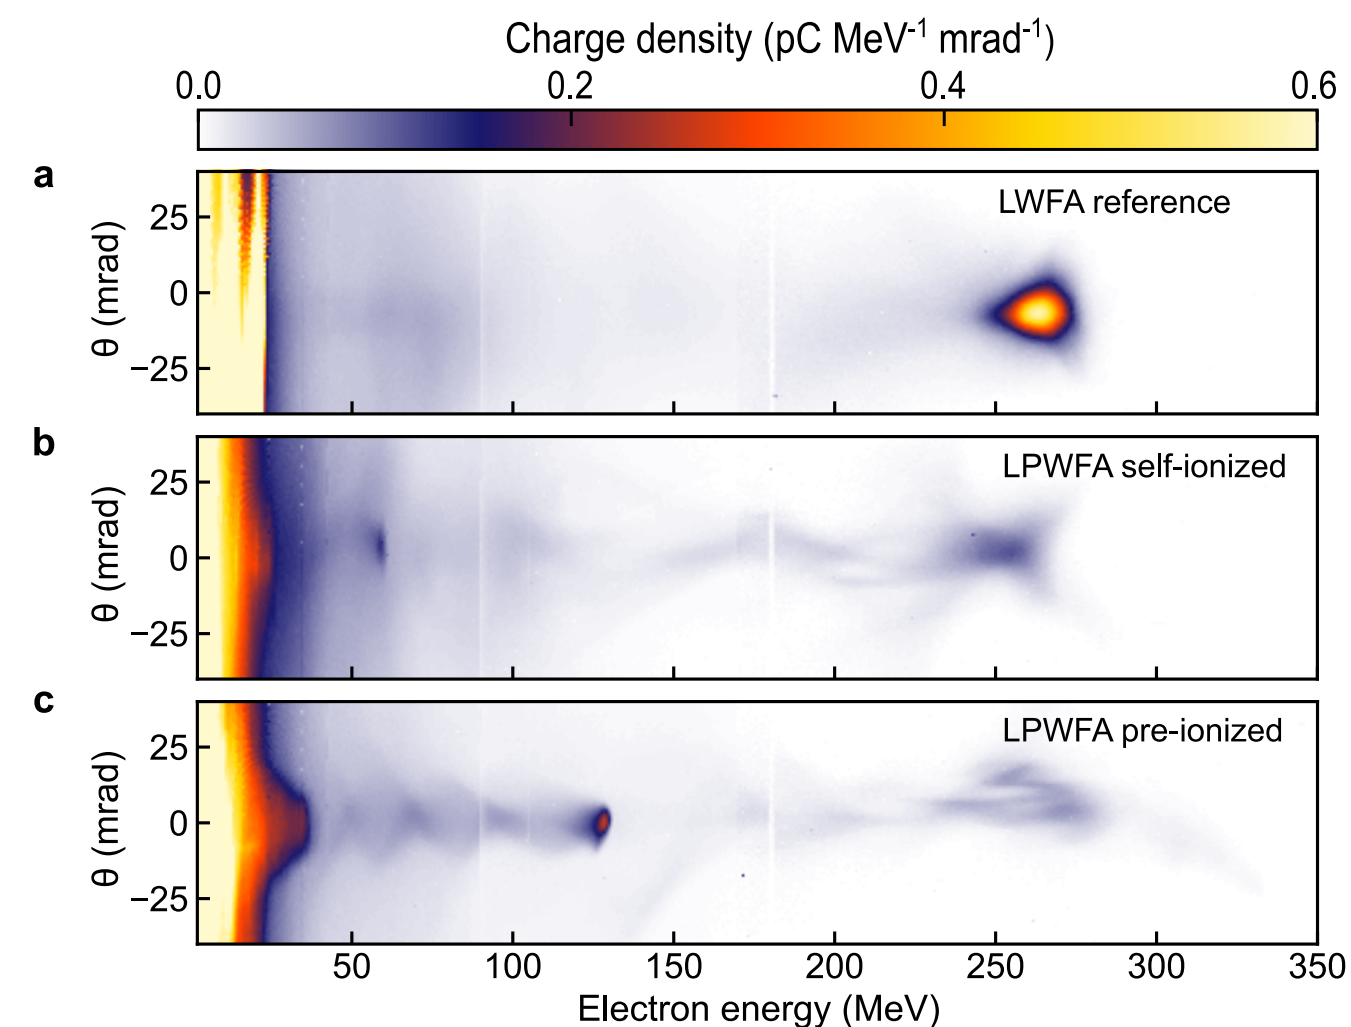 Charge density (pC MeV⁻¹ mrad⁻¹)
0.0 0.2 0.4 0.6
a
LWFA reference
θ (mrad)
25
0
−25
b
LPWFA self-ionized
θ (mrad)
25
0
−25
c
LPWFA pre-ionized
θ (mrad)
25
0
−25
50 100 150 200 250 300 350
Electron energy (MeV)